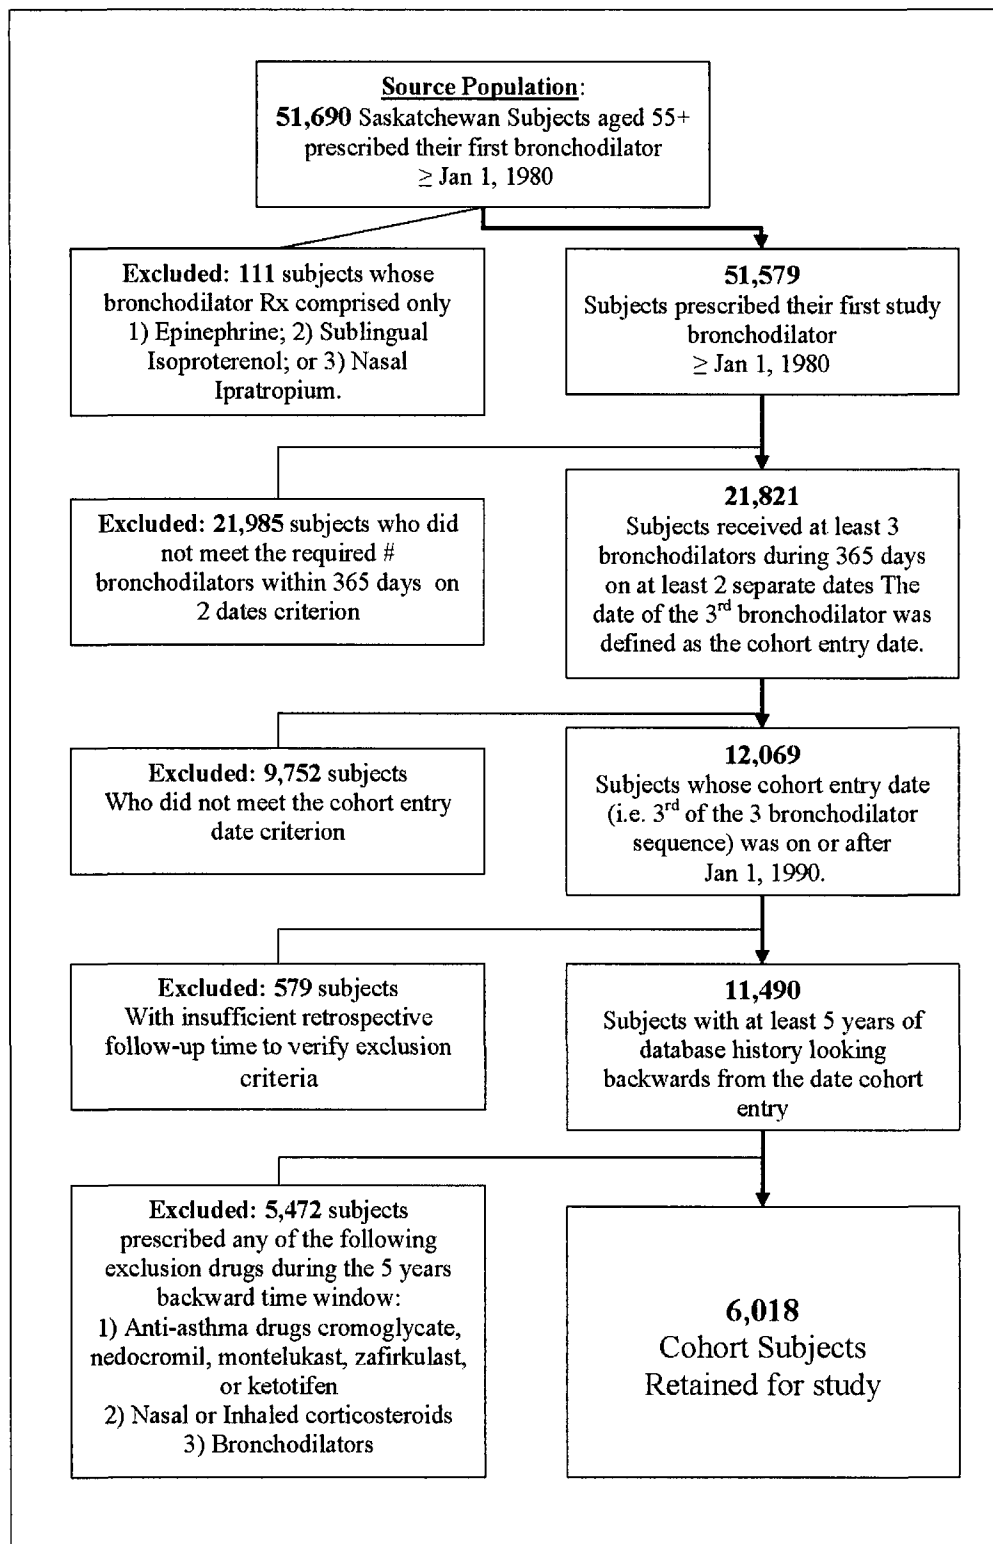 Source Population:
51,690 Saskatchewan Subjects aged 55+
prescribed their first bronchodilator
≥ Jan 1, 1980
Excluded: 111 subjects whose
bronchodilator Rx comprised only
1) Epinephrine; 2) Sublingual
Isoproterenol; or 3) Nasal
Ipratropium.
51,579
Subjects prescribed their first study
bronchodilator
≥ Jan 1, 1980
Excluded: 21,985 subjects who did
not meet the required #
bronchodilators within 365 days on
2 dates criterion
21,821
Subjects received at least 3
bronchodilators during 365 days
on at least 2 separate dates The
date of the 3rd bronchodilator was
defined as the cohort entry date.
Excluded: 9,752 subjects
Who did not meet the cohort entry
date criterion
12,069
Subjects whose cohort entry date
(i.e. 3rd of the 3 bronchodilator
sequence) was on or after
Jan 1, 1990.
Excluded: 579 subjects
With insufficient retrospective
follow-up time to verify exclusion
criteria
11,490
Subjects with at least 5 years of
database history looking
backwards from the date cohort
entry
Excluded: 5,472 subjects
prescribed any of the following
exclusion drugs during the 5 years
backward time window:
1) Anti-asthma drugs cromoglycate,
nedocromil, montelukast, zafirkulast,
or ketotifen
2) Nasal or Inhaled corticosteroids
3) Bronchodilators
6,018
Cohort Subjects
Retained for study